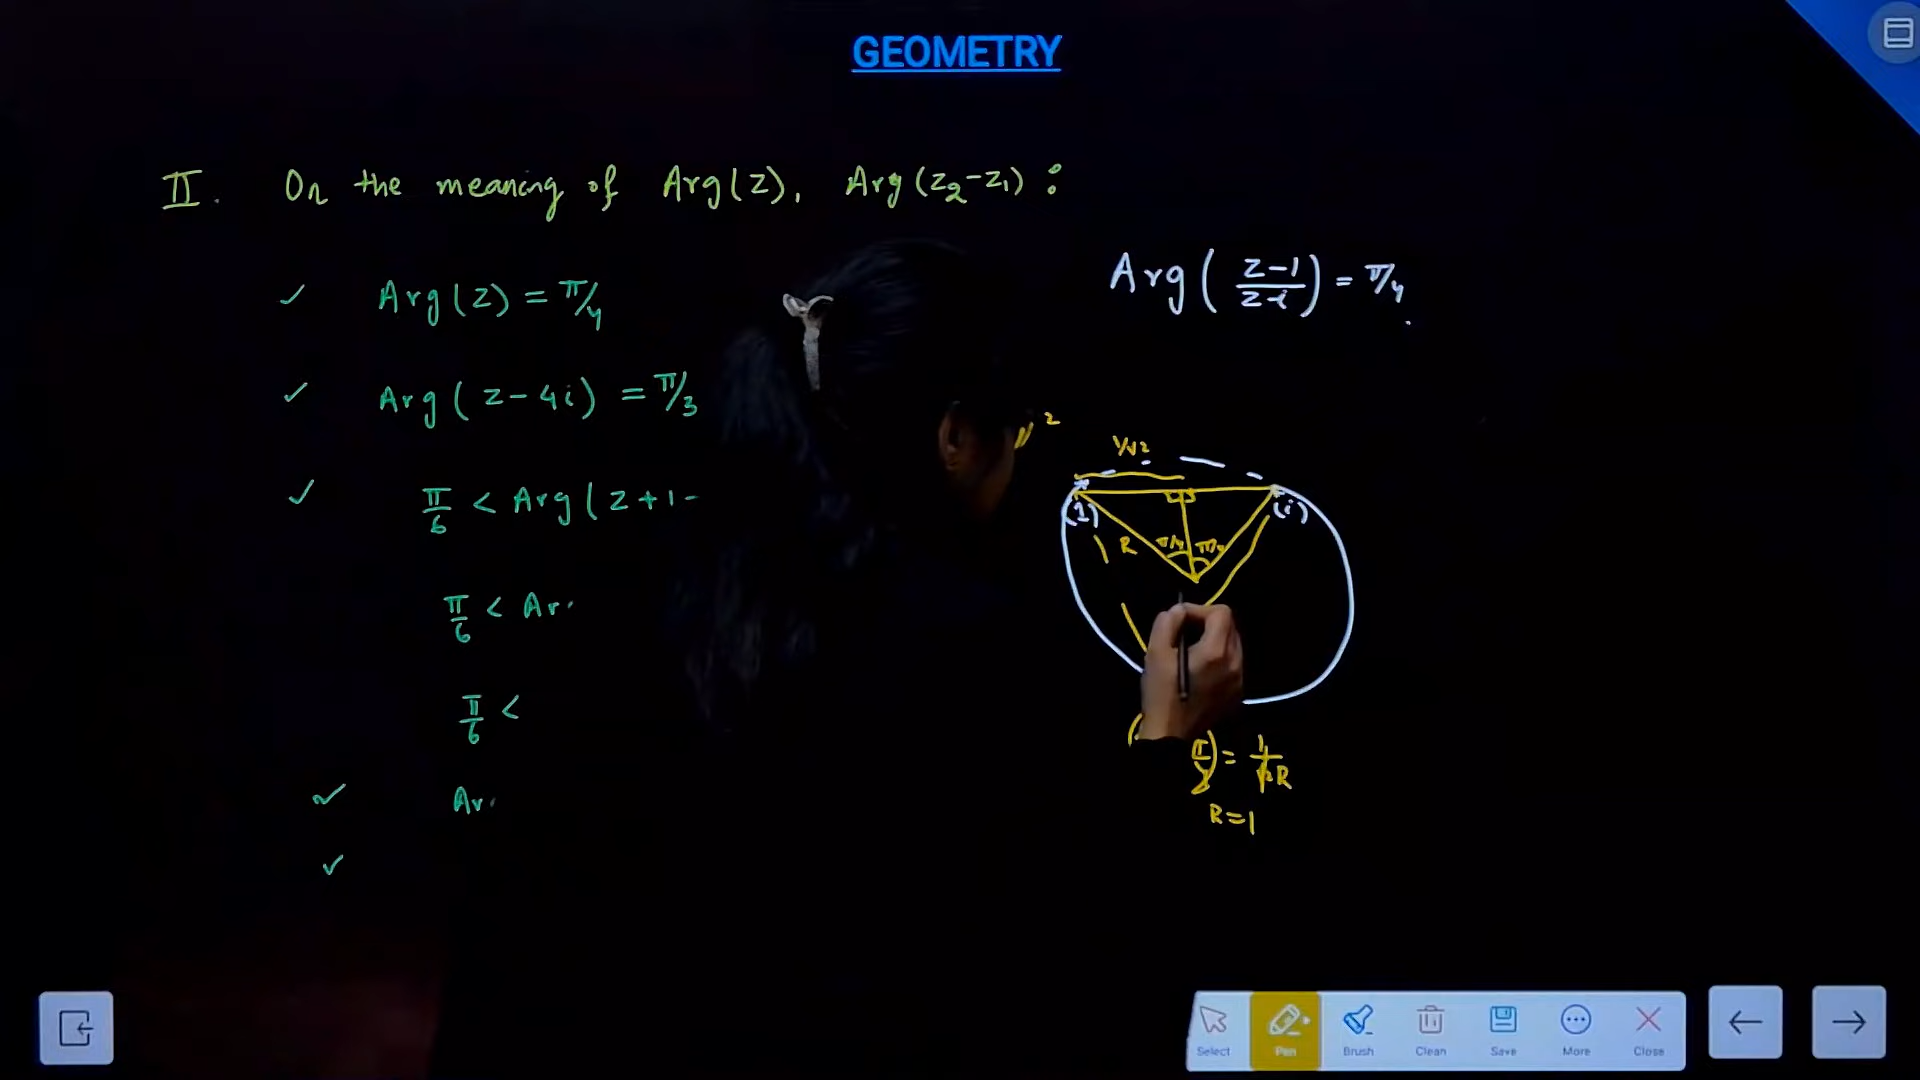 GEOMETRY
II. On the meaning of Arg(z), Arg(z₂-z₁) :
✓ Arg(z) = π/4
✓ Arg(z-4i) = π/3
✓ π/6 < Arg(z+1-
π/6 < Ar
π/6 <
✓ Ar
✓
Arg((z-1)/(z-i)) = π/4
2
1/√2
(1)
(i)
R
π/4
π/4
R=1
Select Pen Brush Clean Save More Close